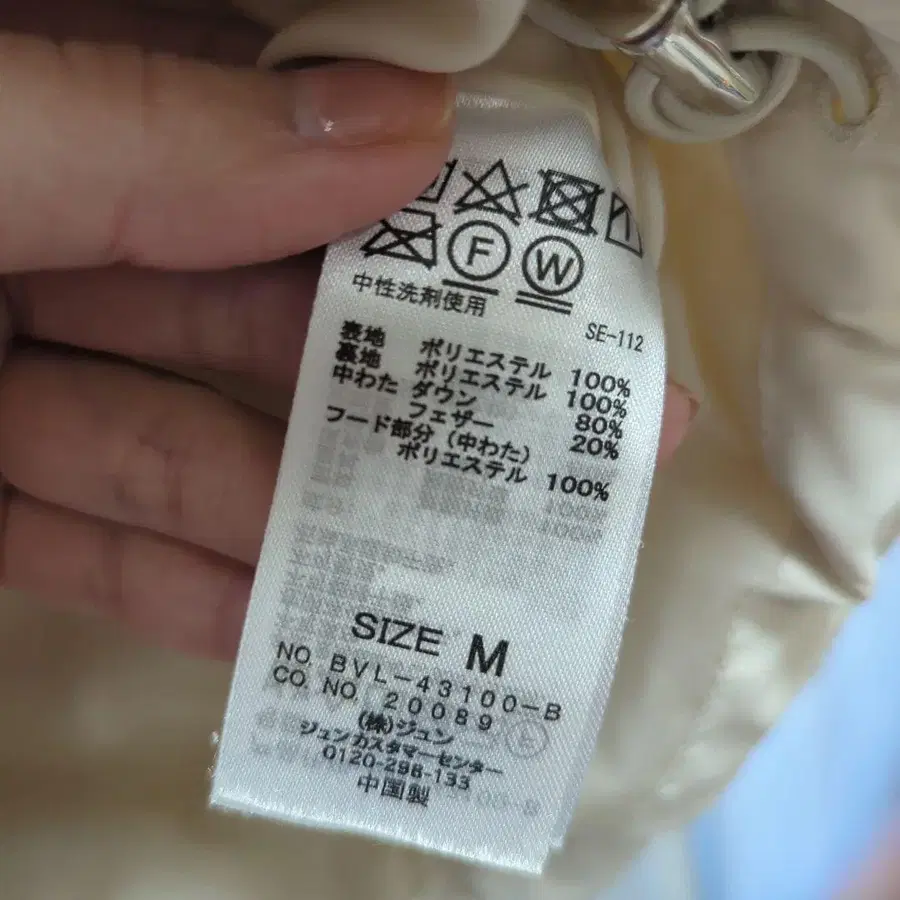 F W
中性洗剤使用
SE-112
表地 ポリエステル 100%
裏地 ポリエステル 100%
中わた ダウン 80%
フェザー 20%
フード部分 (中わた)
ポリエステル 100%
SIZE M
NO. BVL-43100-B
CO. NO. 20089
(株)ジュン
ジュンカスタマーセンター
0120-298-133
中国製